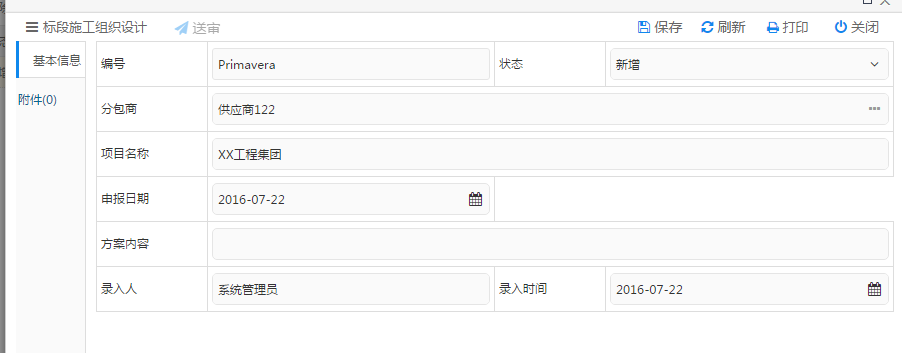 标段施工组织设计 送审 保存 刷新 打印 关闭
基本信息
附件(0)
编号 Primavera 状态 新增
分包商 供应商122
项目名称 XX工程集团
申报日期 2016-07-22
方案内容
录入人 系统管理员 录入时间 2016-07-22